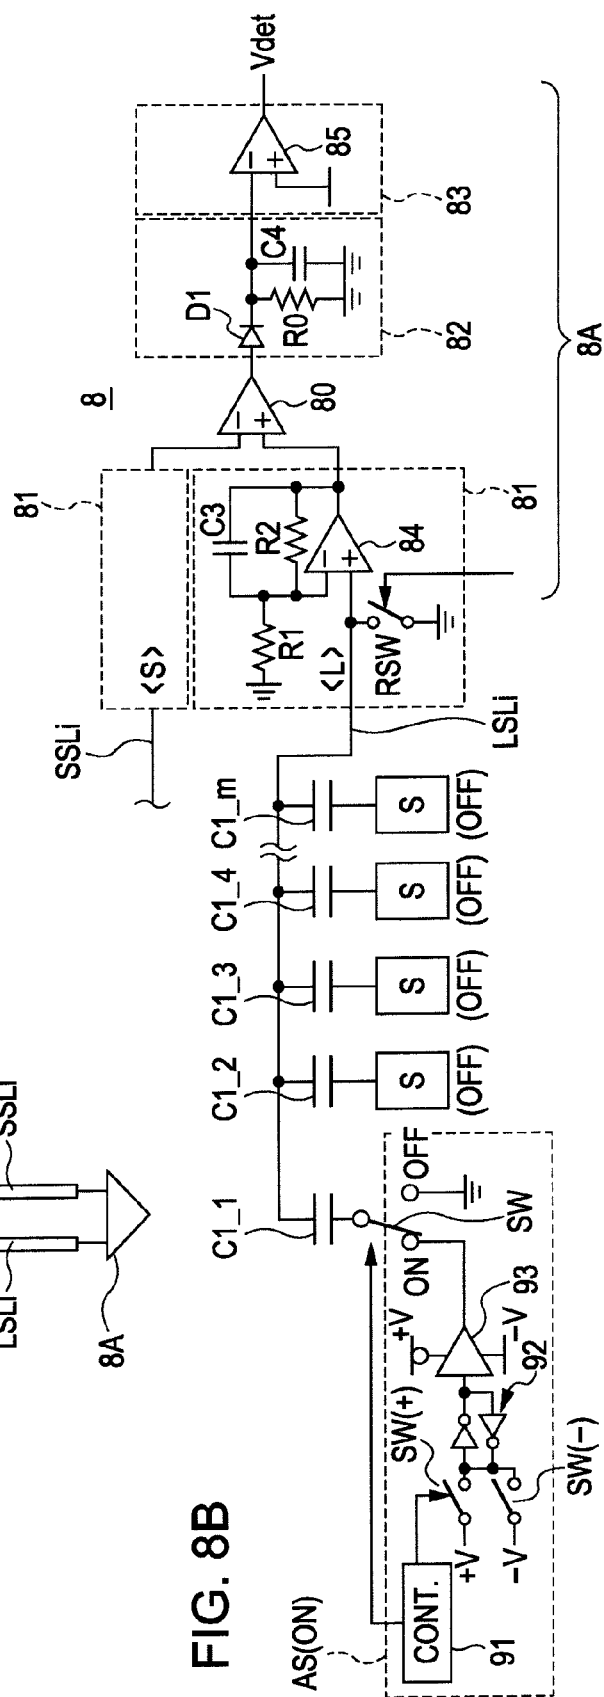 SSLi
LSLi
8A
FIG. 8B
8
81
SSLi
<S>
C3
R2
R1
84
<L>
RSW
81
LSLi
80
D1
R0
C4
82
85
83
Vdet
8A
C1_1
C1_2
C1_3
C1_4
C1_m
S
(OFF)
S
(OFF)
S
(OFF)
S
(OFF)
AS(ON)
CONT.
91
SW(+)
+V
-V
SW(-)
92
+V
-V
93
ON
OFF
SW